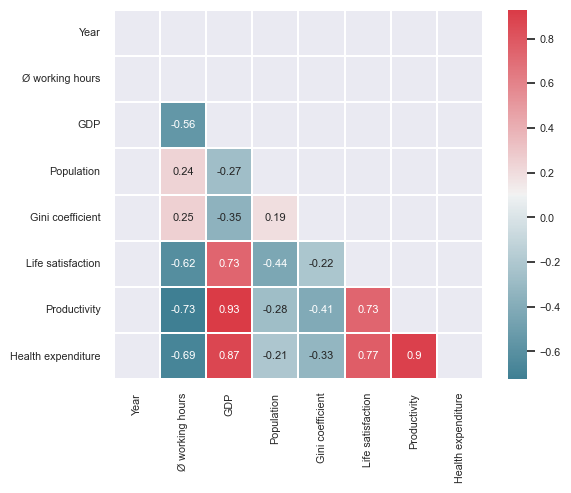 Year
Ø working hours
GDP -0.56
Population 0.24 -0.27
Gini coefficient 0.25 -0.35 0.19
Life satisfaction -0.62 0.73 -0.44 -0.22
Productivity -0.73 0.93 -0.28 -0.41 0.73
Health expenditure -0.69 0.87 -0.21 -0.33 0.77 0.9
Year
Ø working hours
GDP
Population
Gini coefficient
Life satisfaction
Productivity
Health expenditure
0.8
0.6
0.4
0.2
0.0
−0.2
−0.4
−0.6